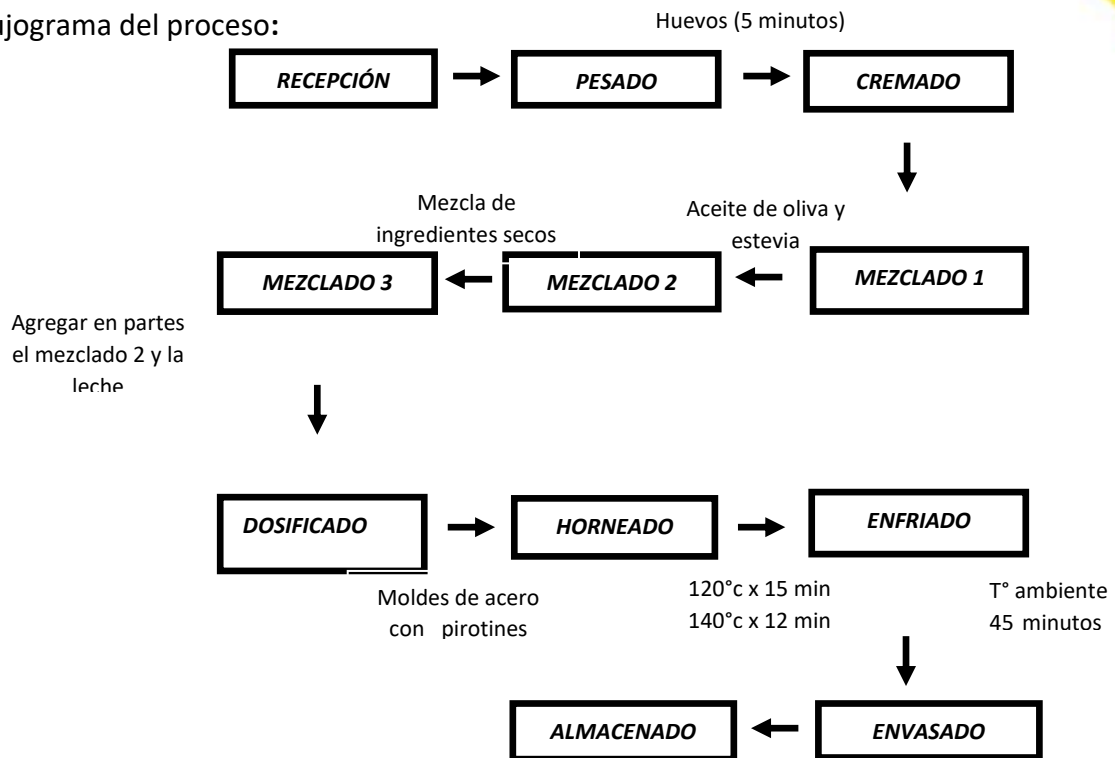 ujograma del proceso:
Huevos (5 minutos)
RECEPCIÓN
PESADO
CREMADO
Mezcla de
ingredientes secos
Aceite de oliva y
estevia
MEZCLADO 3
MEZCLADO 2
MEZCLADO 1
Agregar en partes
el mezclado 2 y la
leche
DOSIFICADO
HORNEADO
ENFRIADO
Moldes de acero
con pirotines
120°c x 15 min
140°c x 12 min
T° ambiente
45 minutos
ALMACENADO
ENVASADO